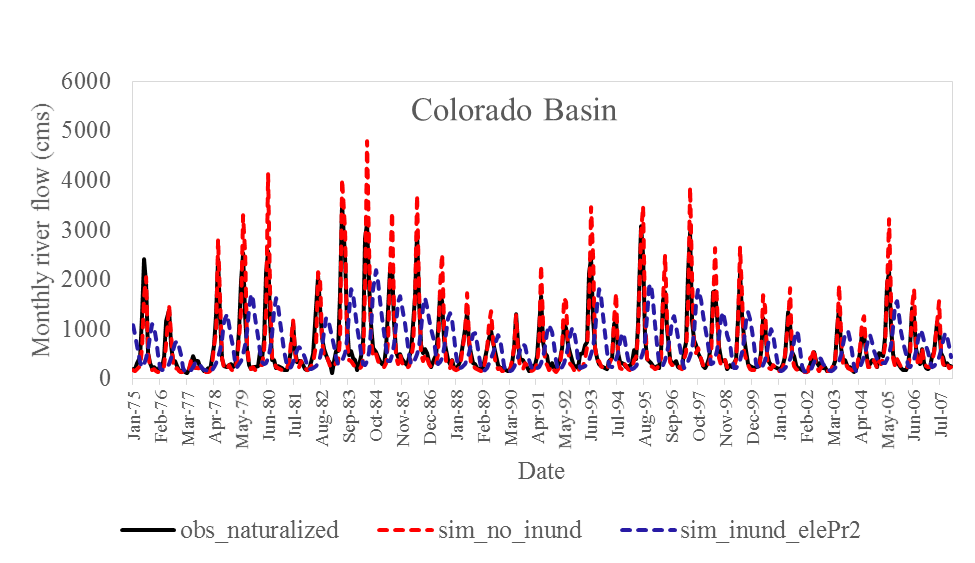 Colorado Basin
Monthly river flow (cms)
6000
5000
4000
3000
2000
1000
0
Jan-75
Feb-76
Mar-77
Apr-78
May-79
Jun-80
Jul-81
Aug-82
Sep-83
Oct-84
Nov-85
Dec-86
Jan-88
Feb-89
Mar-90
Apr-91
May-92
Jun-93
Jul-94
Aug-95
Sep-96
Oct-97
Nov-98
Dec-99
Jan-01
Feb-02
Mar-03
Apr-04
May-05
Jun-06
Jul-07
Date
obs_naturalized
sim_no_inund
sim_inund_elePr2